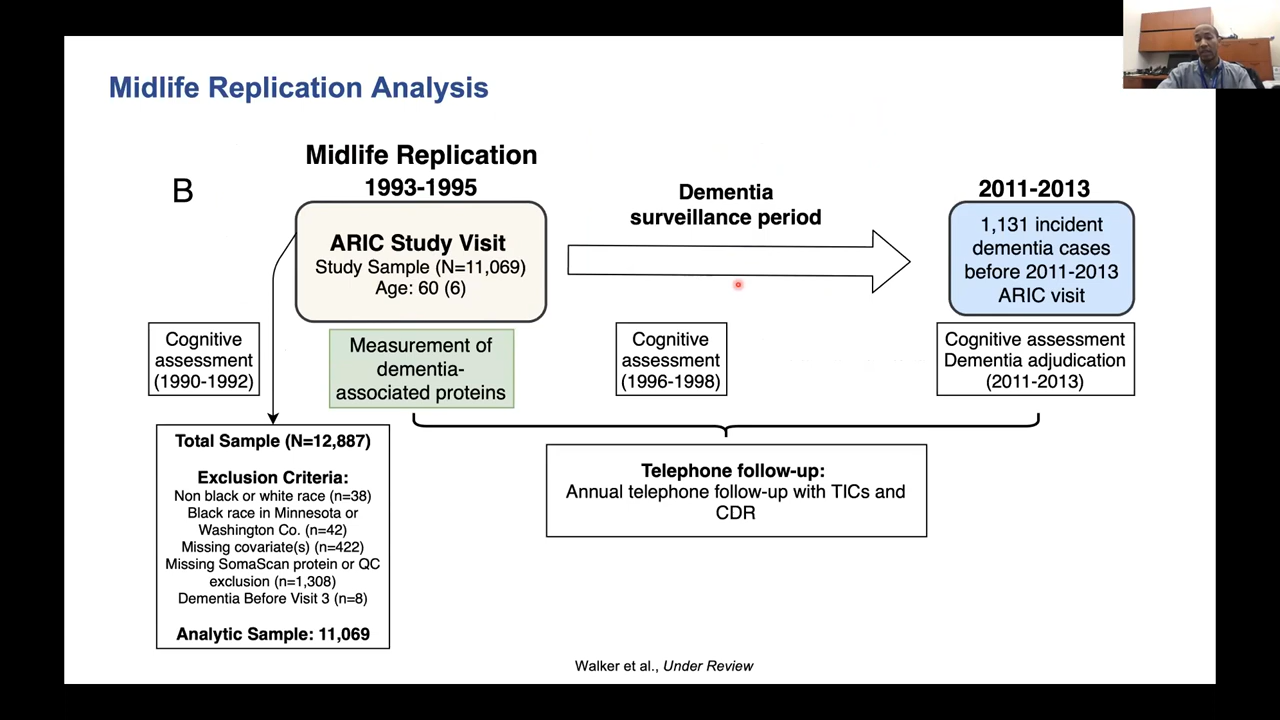 Midlife Replication Analysis
B
Midlife Replication
1993-1995
ARIC Study Visit
Study Sample (N=11,069)
Age: 60 (6)
Dementia
surveillance period
2011-2013
1,131 incident
dementia cases
before 2011-2013
ARIC visit
Cognitive
assessment
(1990-1992)
Measurement of
dementia-
associated proteins
Cognitive
assessment
(1996-1998)
Cognitive assessment
Dementia adjudication
(2011-2013)
Total Sample (N=12,887)
Exclusion Criteria:
Non black or white race (n=38)
Black race in Minnesota or
Washington Co. (n=42)
Missing covariate(s) (n=422)
Missing SomaScan protein or QC
exclusion (n=1,308)
Dementia Before Visit 3 (n=8)
Analytic Sample: 11,069
Telephone follow-up:
Annual telephone follow-up with TICs and
CDR
Walker et al., Under Review